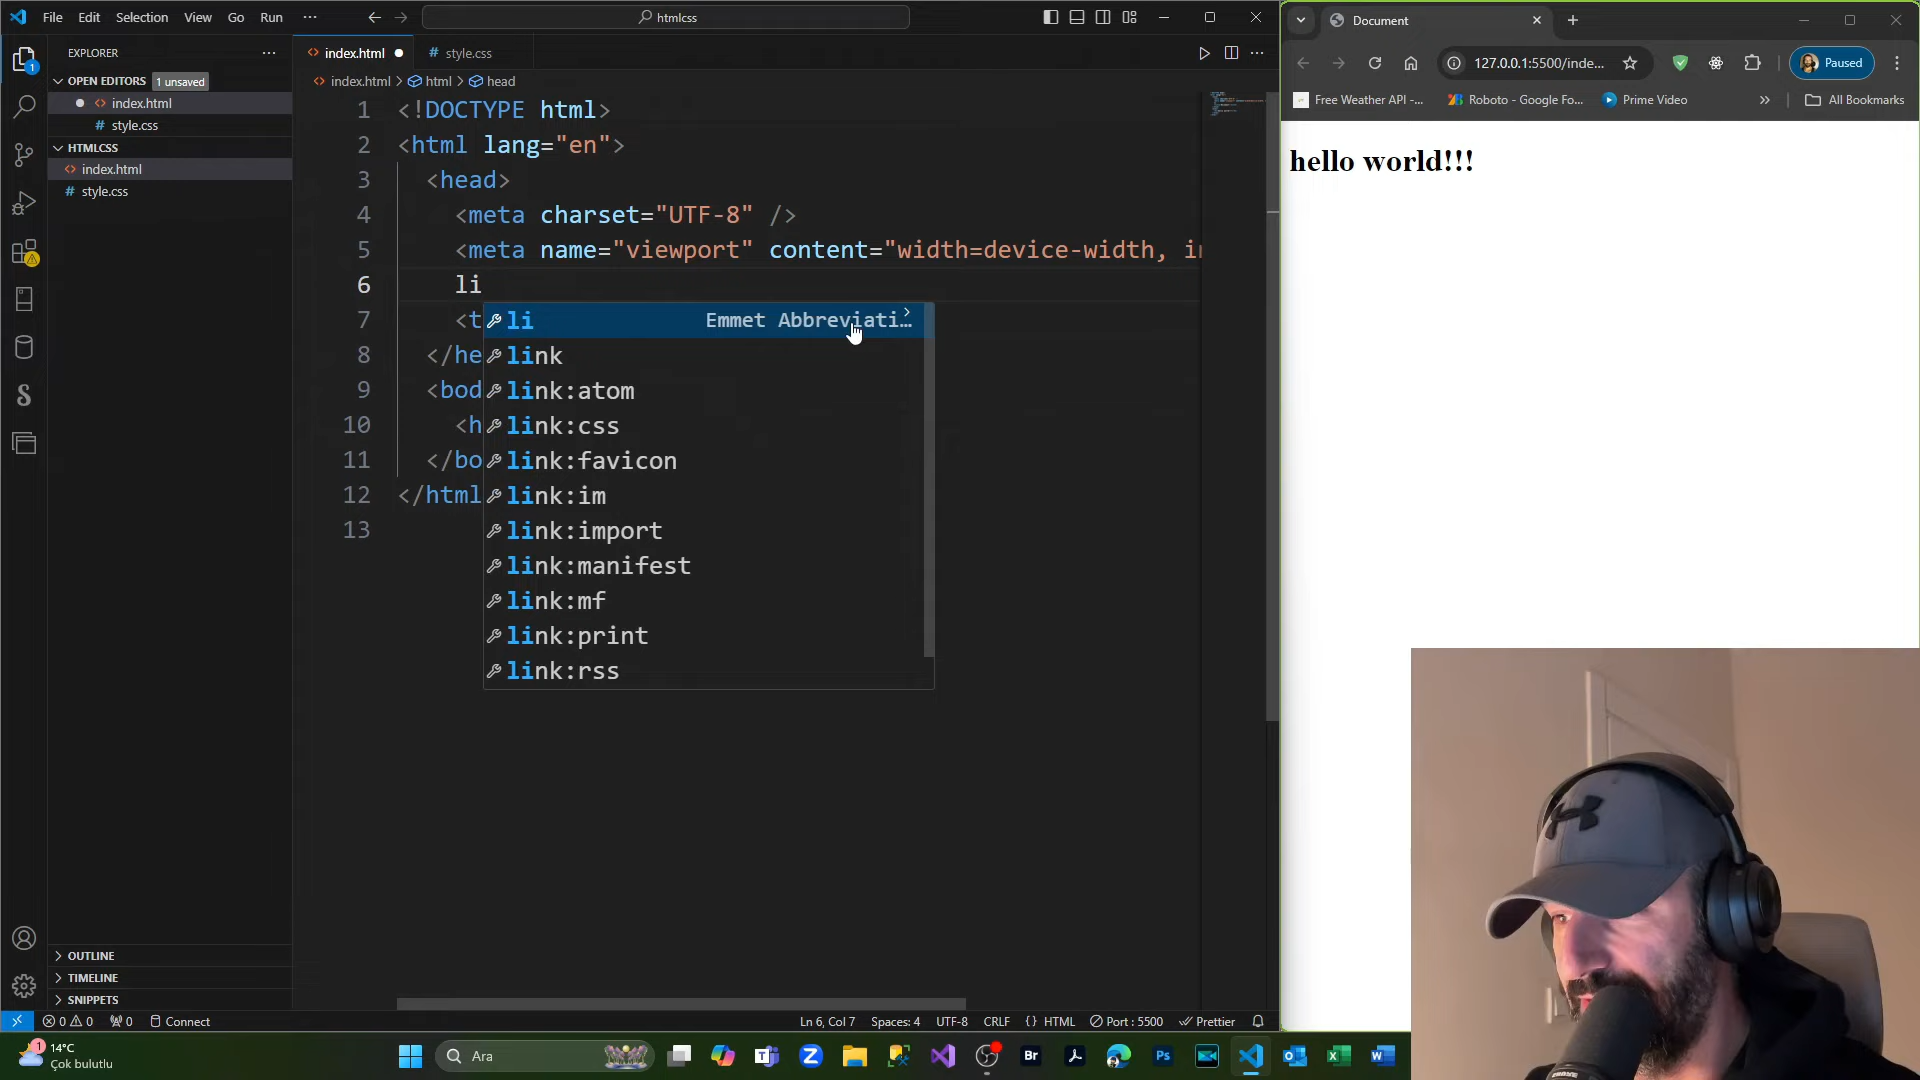 File Edit Selection View Go Run ··· htmlcss
EXPLORER
OPEN EDITORS 1 unsaved
index.html
style.css
HTMLCSS
index.html
style.css
OUTLINE
TIMELINE
SNIPPETS
index.html style.css
index.html > html > head
1 <!DOCTYPE html>
2 <html lang="en">
3 <head>
4 <meta charset="UTF-8" />
5 <meta name="viewport" content="width=device-width, in
6 li
7 <t
8 </he
9 <bod
10 <h
11 </bo
12 </html
13
li Emmet Abbreviati…
link
link:atom
link:css
link:favicon
link:im
link:import
link:manifest
link:mf
link:print
link:rss
0 0 0 Connect Ln 6, Col 7 Spaces: 4 UTF-8 CRLF {} HTML Port : 5500 Prettier
Document
127.0.0.1:5500/inde... Paused
Free Weather API -... Roboto - Google Fo... Prime Video » All Bookmarks
hello world!!!
14°C
Çok bulutlu
Ara